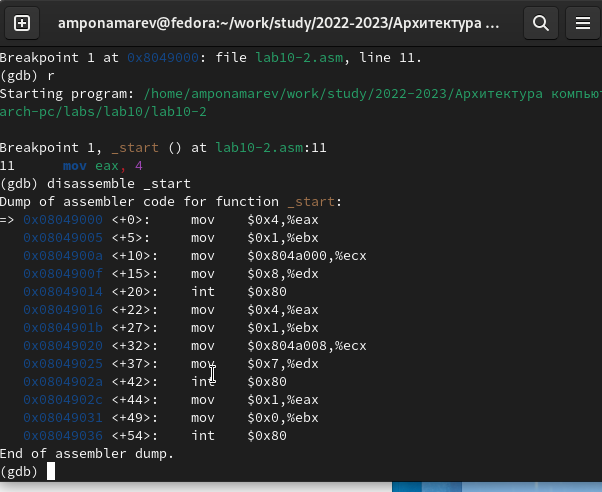 amponamarev@fedora:~/work/study/2022-2023/Архитектура ...
Breakpoint 1 at 0x8049000: file lab10-2.asm, line 11.
(gdb) r
Starting program: /home/amponamarev/work/study/2022-2023/Архитектура компьют
arch-pc/labs/lab10/lab10-2
Breakpoint 1, _start () at lab10-2.asm:11
11 mov eax, 4
(gdb) disassemble _start
Dump of assembler code for function _start:
=> 0x08049000 <+0>: mov $0x4,%eax
0x08049005 <+5>: mov $0x1,%ebx
0x0804900a <+10>: mov $0x804a000,%ecx
0x0804900f <+15>: mov $0x8,%edx
0x08049014 <+20>: int $0x80
0x08049016 <+22>: mov $0x4,%eax
0x0804901b <+27>: mov $0x1,%ebx
0x08049020 <+32>: mov $0x804a008,%ecx
0x08049025 <+37>: mov $0x7,%edx
0x0804902a <+42>: int $0x80
0x0804902c <+44>: mov $0x1,%eax
0x08049031 <+49>: mov $0x0,%ebx
0x08049036 <+54>: int $0x80
End of assembler dump.
(gdb)